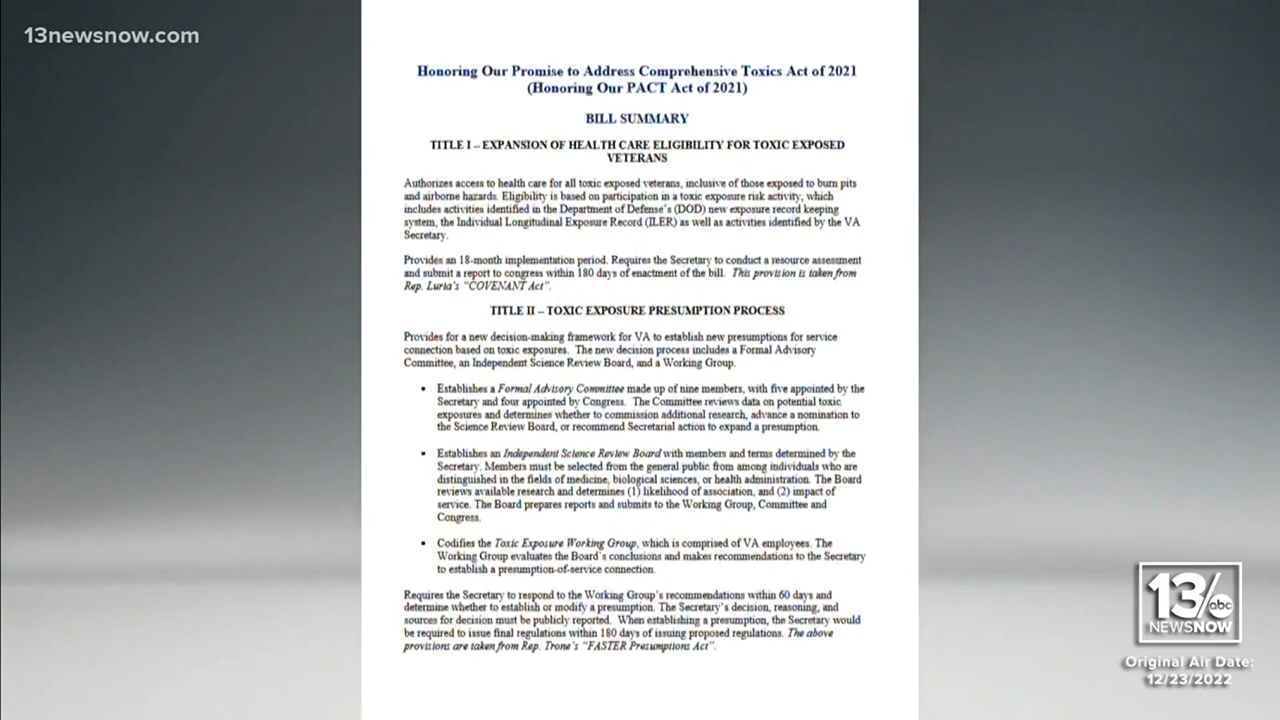 13newsnow.com
Honoring Our Promise to Address Comprehensive Toxics Act of 2021
(Honoring Our PACT Act of 2021)
BILL SUMMARY
TITLE I – EXPANSION OF HEALTH CARE ELIGIBILITY FOR TOXIC EXPOSED
VETERANS
Authorizes access to health care for all toxic exposed veterans, inclusive of those exposed to burn pits
and airborne hazards. Eligibility is based on participation in a toxic exposure risk activity, which
includes activities identified in the Department of Defense's (DOD) new exposure record keeping
system, the Individual Longitudinal Exposure Record (ILER) as well as activities identified by the VA
Secretary.
Provides an 18-month implementation period. Requires the Secretary to conduct a resource assessment
and submit a report to congress within 180 days of enactment of the bill. This provision is taken from
Rep. Luria's "COVENANT Act".
TITLE II – TOXIC EXPOSURE PRESUMPTION PROCESS
Provides for a new decision-making framework for VA to establish new presumptions for service
connection based on toxic exposures. The new decision process includes a Formal Advisory
Committee, an Independent Science Review Board, and a Working Group.
• Establishes a Formal Advisory Committee made up of nine members, with five appointed by the
Secretary and four appointed by Congress. The Committee reviews data on potential toxic
exposures and determines whether to commission additional research, advance a nomination to
the Science Review Board, or recommend Secretarial action to expand a presumption.
• Establishes an Independent Science Review Board with members and terms determined by the
Secretary. Members must be selected from the general public from among individuals who are
distinguished in the fields of medicine, biological sciences, or health administration. The Board
reviews available research and determines (1) likelihood of association, and (2) impact of
service. The Board prepares reports and submits to the Working Group, Committee and
Congress.
• Codifies the Toxic Exposure Working Group, which is comprised of VA employees. The
Working Group evaluates the Board's conclusions and makes recommendations to the Secretary
to establish a presumption-of-service connection.
Requires the Secretary to respond to the Working Group's recommendations within 60 days and
determine whether to establish or modify a presumption. The Secretary's decision, reasoning, and
sources for decision must be publicly reported. When establishing a presumption, the Secretary would
be required to issue final regulations within 180 days of issuing proposed regulations. The above
provisions are taken from Rep. Trone's "FASTER Presumptions Act".
13 abc
NEWSNOW
Original Air Date:
12/23/2022